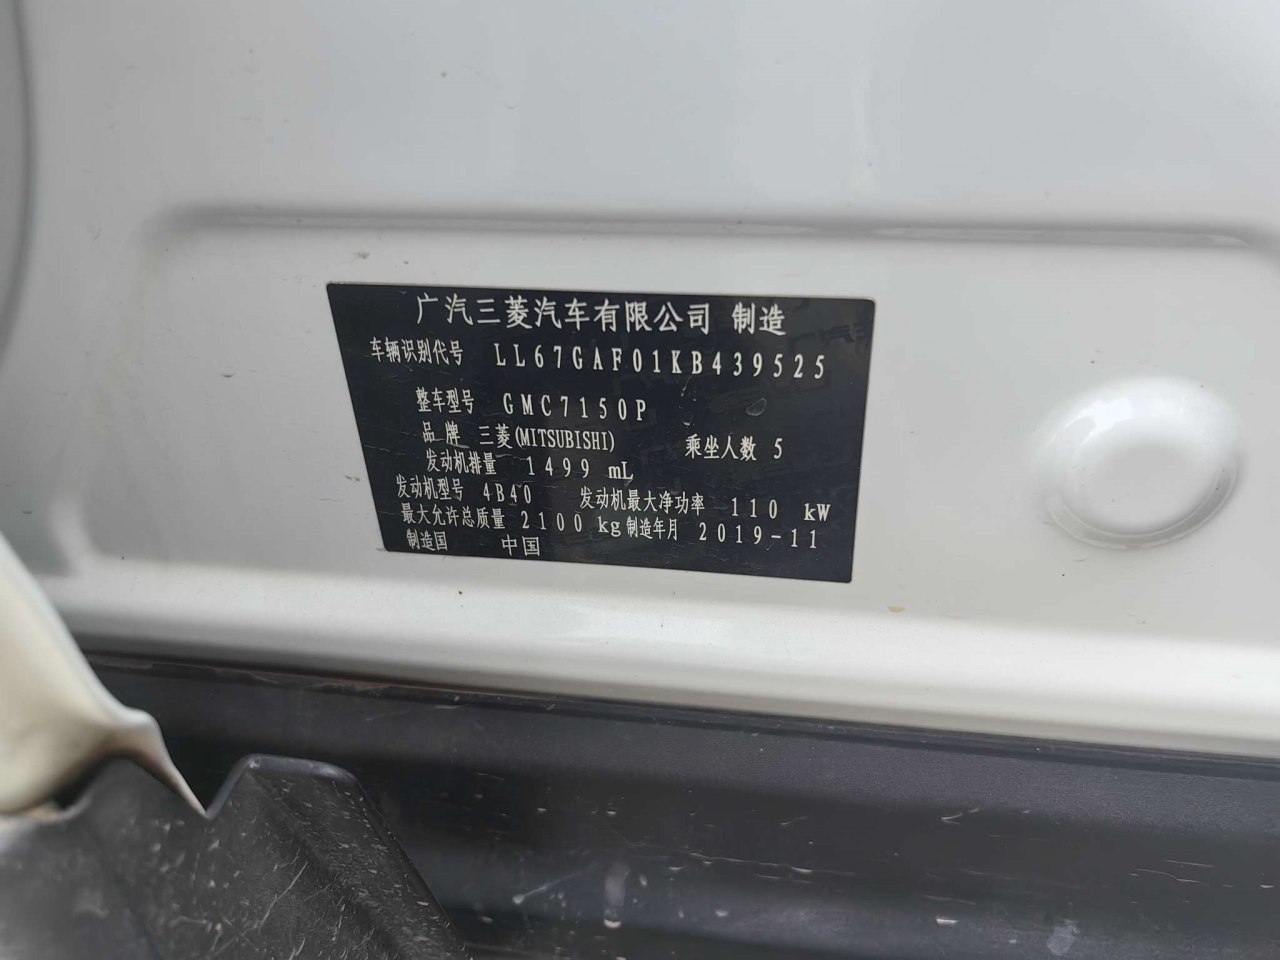 广汽三菱汽车有限公司 制造
车辆识别代号 LL67GAF01KB439525
整车型号 GMC7150P
品牌 三菱(MITSUBISHI) 乘坐人数 5
发动机排量 1499 mL
发动机型号 4B40 发动机最大净功率 110 kW
最大允许总质量 2100 kg 制造年月 2019-11
制造国 中国